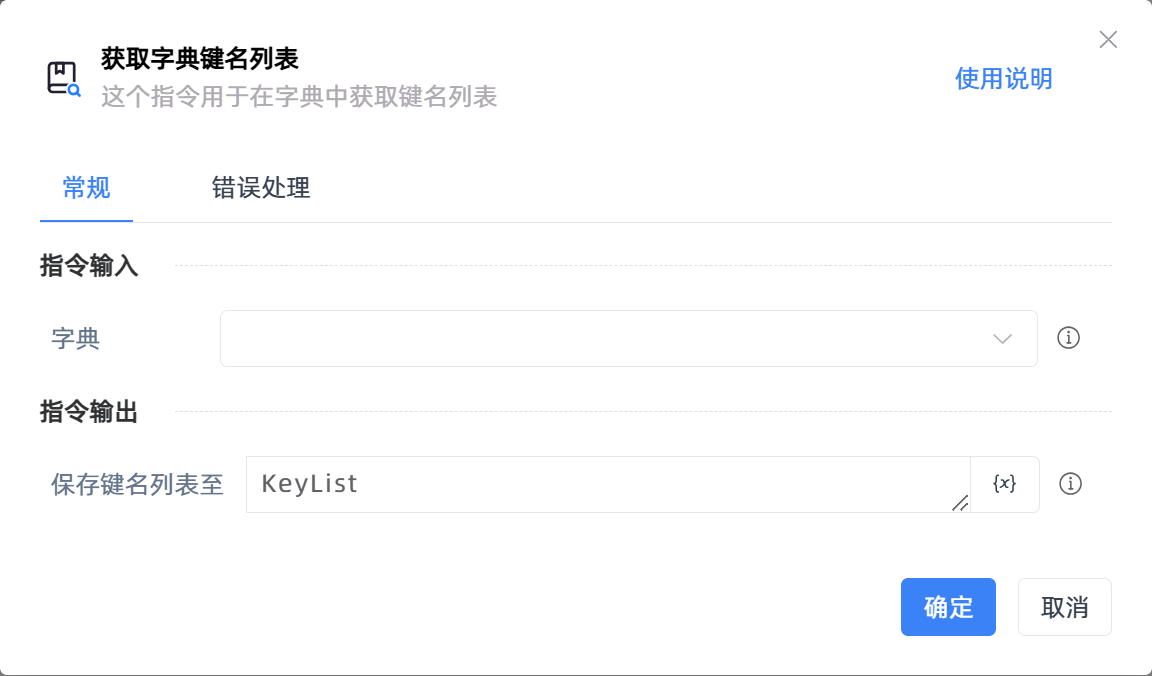 获取字典键名列表
这个指令用于在字典中获取键名列表
使用说明
常规
错误处理
指令输入
字典
指令输出
保存键名列表至
KeyList
{x}
确定
取消